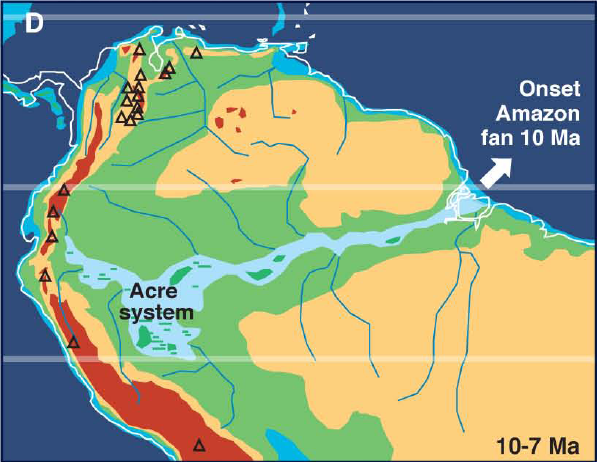 D
Onset
Amazon
fan 10 Ma
Acre
system
10-7 Ma